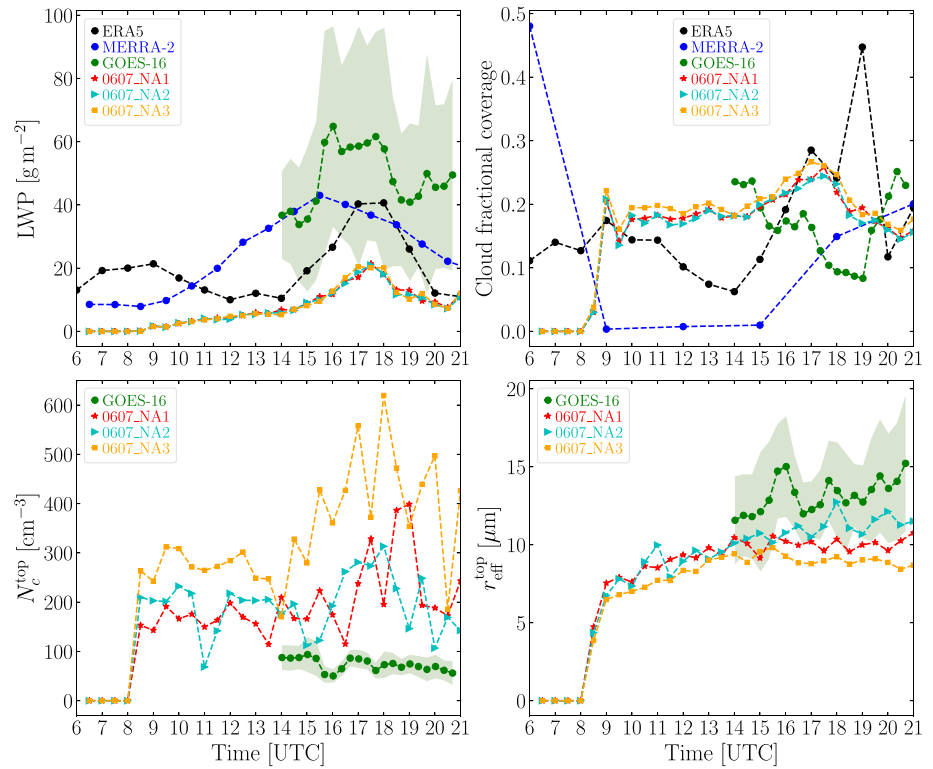 100
80
60
40
20
0
LWP [g m⁻²]
ERA5
MERRA-2
GOES-16
0607_NA1
0607_NA2
0607_NA3
6 7 8 9 10 11 12 13 14 15 16 17 18 19 20 21
0.5
0.4
0.3
0.2
0.1
0.0
Cloud fractional coverage
ERA5
MERRA-2
GOES-16
0607_NA1
0607_NA2
0607_NA3
6 7 8 9 10 11 12 13 14 15 16 17 18 19 20 21
600
500
400
300
200
100
0
N_c^top [cm⁻³]
GOES-16
0607_NA1
0607_NA2
0607_NA3
6 7 8 9 10 11 12 13 14 15 16 17 18 19 20 21
Time [UTC]
20
15
10
5
0
r_eff^top [μm]
GOES-16
0607_NA1
0607_NA2
0607_NA3
6 7 8 9 10 11 12 13 14 15 16 17 18 19 20 21
Time [UTC]